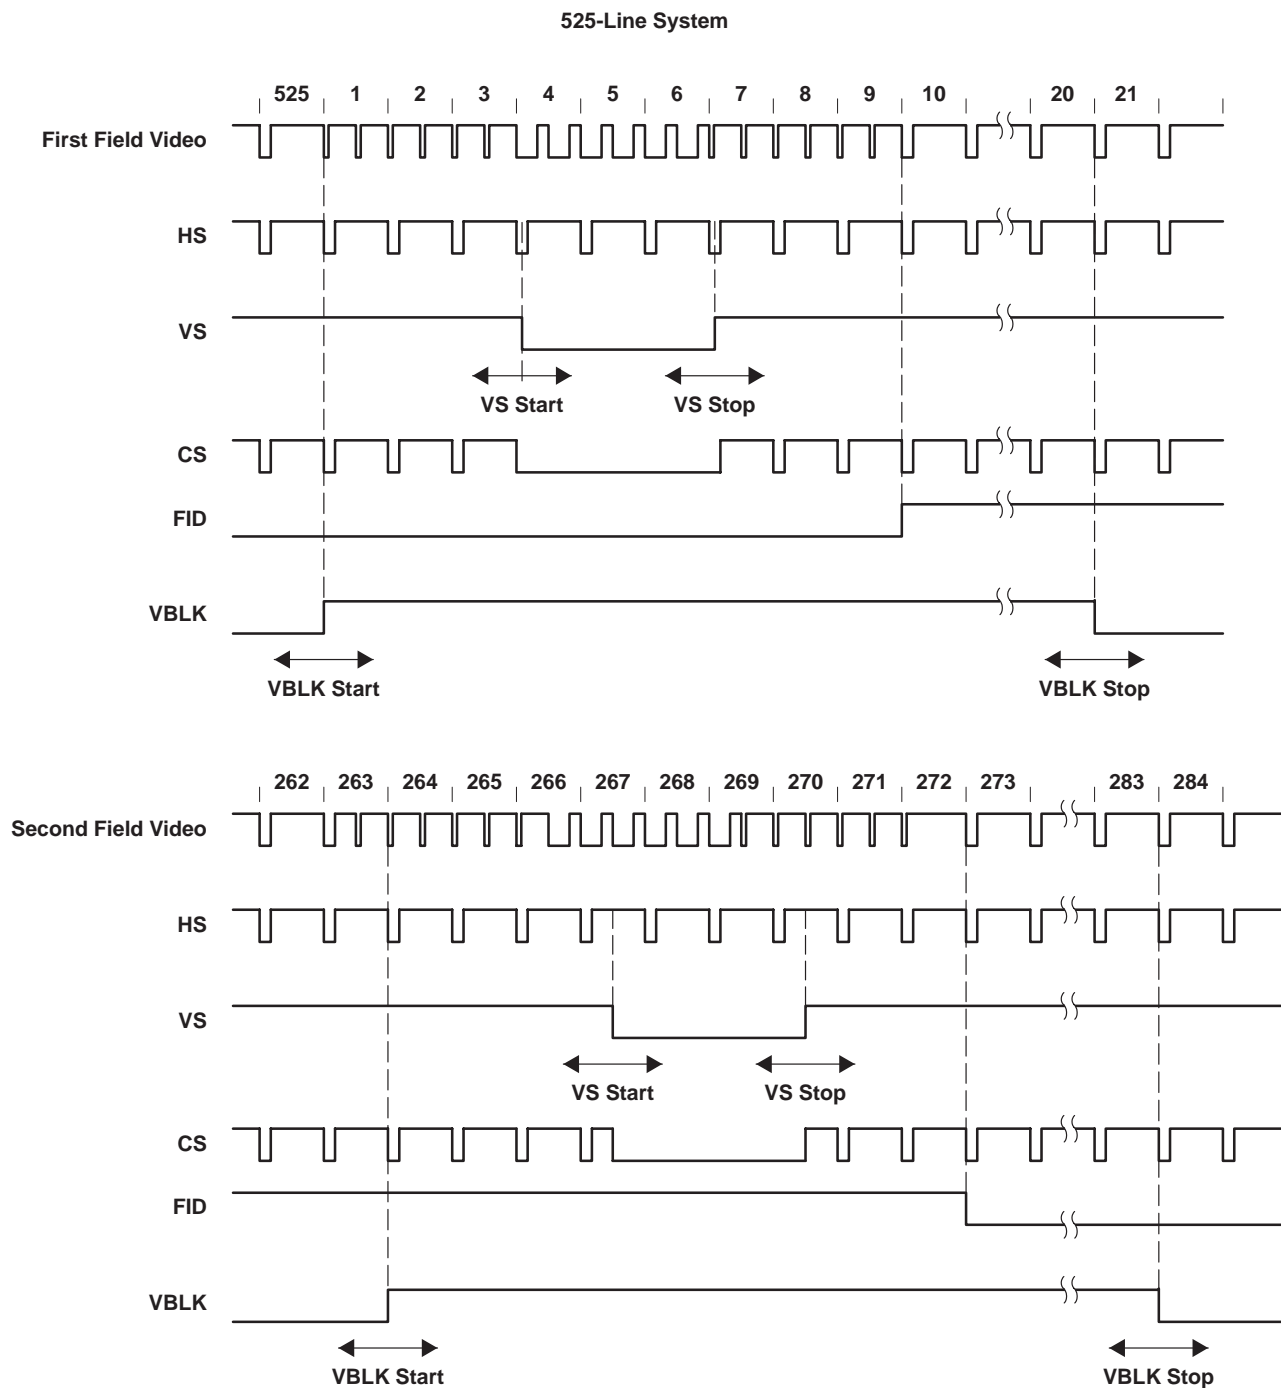 525-Line System
525 1 2 3 4 5 6 7 8 9 10 20 21
First Field Video
HS
VS
VS Start VS Stop
CS
FID
VBLK
VBLK Start VBLK Stop
262 263 264 265 266 267 268 269 270 271 272 273 283 284
Second Field Video
HS
VS
VS Start VS Stop
CS
FID
VBLK
VBLK Start VBLK Stop